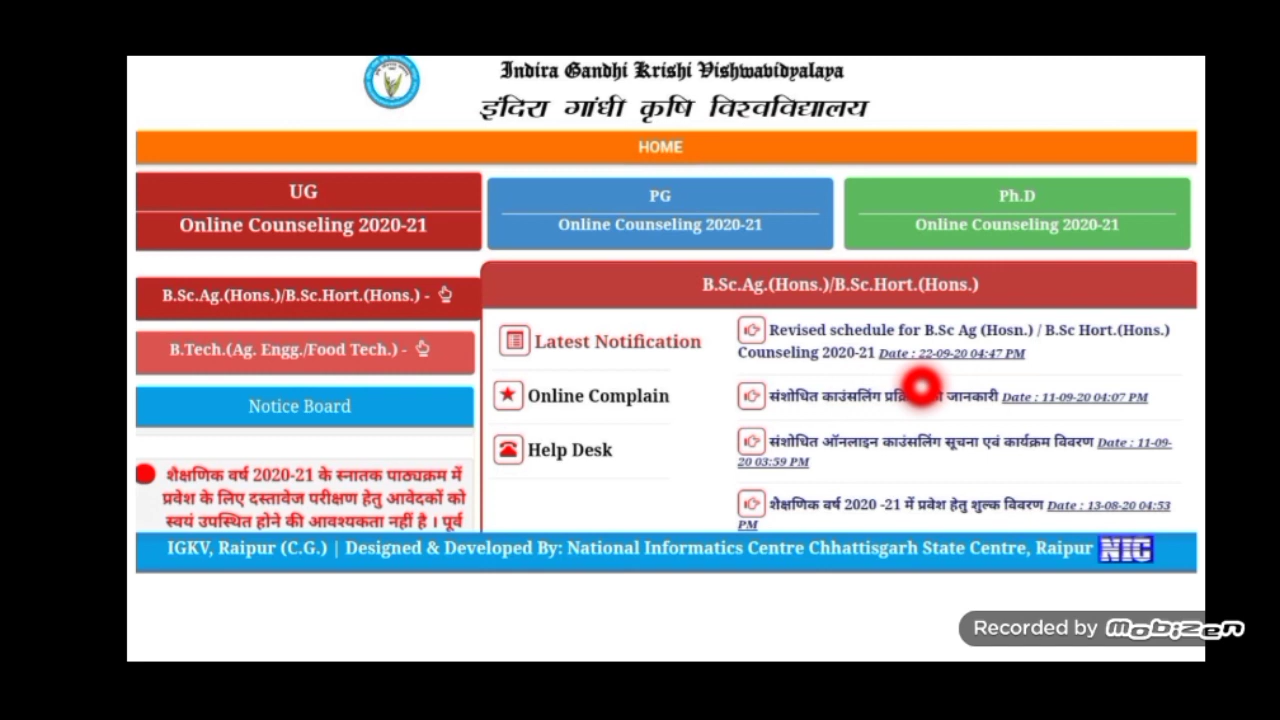 Indira Gandhi Krishi Vishwavidyalaya
इंदिरा गांधी कृषि विश्वविद्यालय
HOME
UG
Online Counseling 2020-21
PG
Online Counseling 2020-21
Ph.D
Online Counseling 2020-21
B.Sc.Ag.(Hons.)/B.Sc.Hort.(Hons.) -
B.Tech.(Ag. Engg./Food Tech.) -
Notice Board
शैक्षणिक वर्ष 2020-21 के स्नातक पाठ्यक्रम में
प्रवेश के लिए दस्तावेज परीक्षण हेतु आवेदकों को
स्वयं उपस्थित होने की आवश्यकता नहीं है । पूर्व
B.Sc.Ag.(Hons.)/B.Sc.Hort.(Hons.)
Latest Notification
Online Complain
Help Desk
Revised schedule for B.Sc Ag (Hosn.) / B.Sc Hort.(Hons.)
Counseling 2020-21 Date : 22-09-20 04:47 PM
संशोधित काउंसलिंग जानकारी Date : 11-09-20 04:07 PM
संशोधित ऑनलाइन काउंसलिंग सूचना एवं कार्यक्रम विवरण Date : 11-09-
20 03:59 PM
शैक्षणिक वर्ष 2020 -21 में प्रवेश हेतु शुल्क विवरण Date : 13-08-20 04:53
PM
IGKV, Raipur (C.G.) | Designed & Developed By: National Informatics Centre Chhattisgarh State Centre, Raipur NIC
Recorded by Mobizen